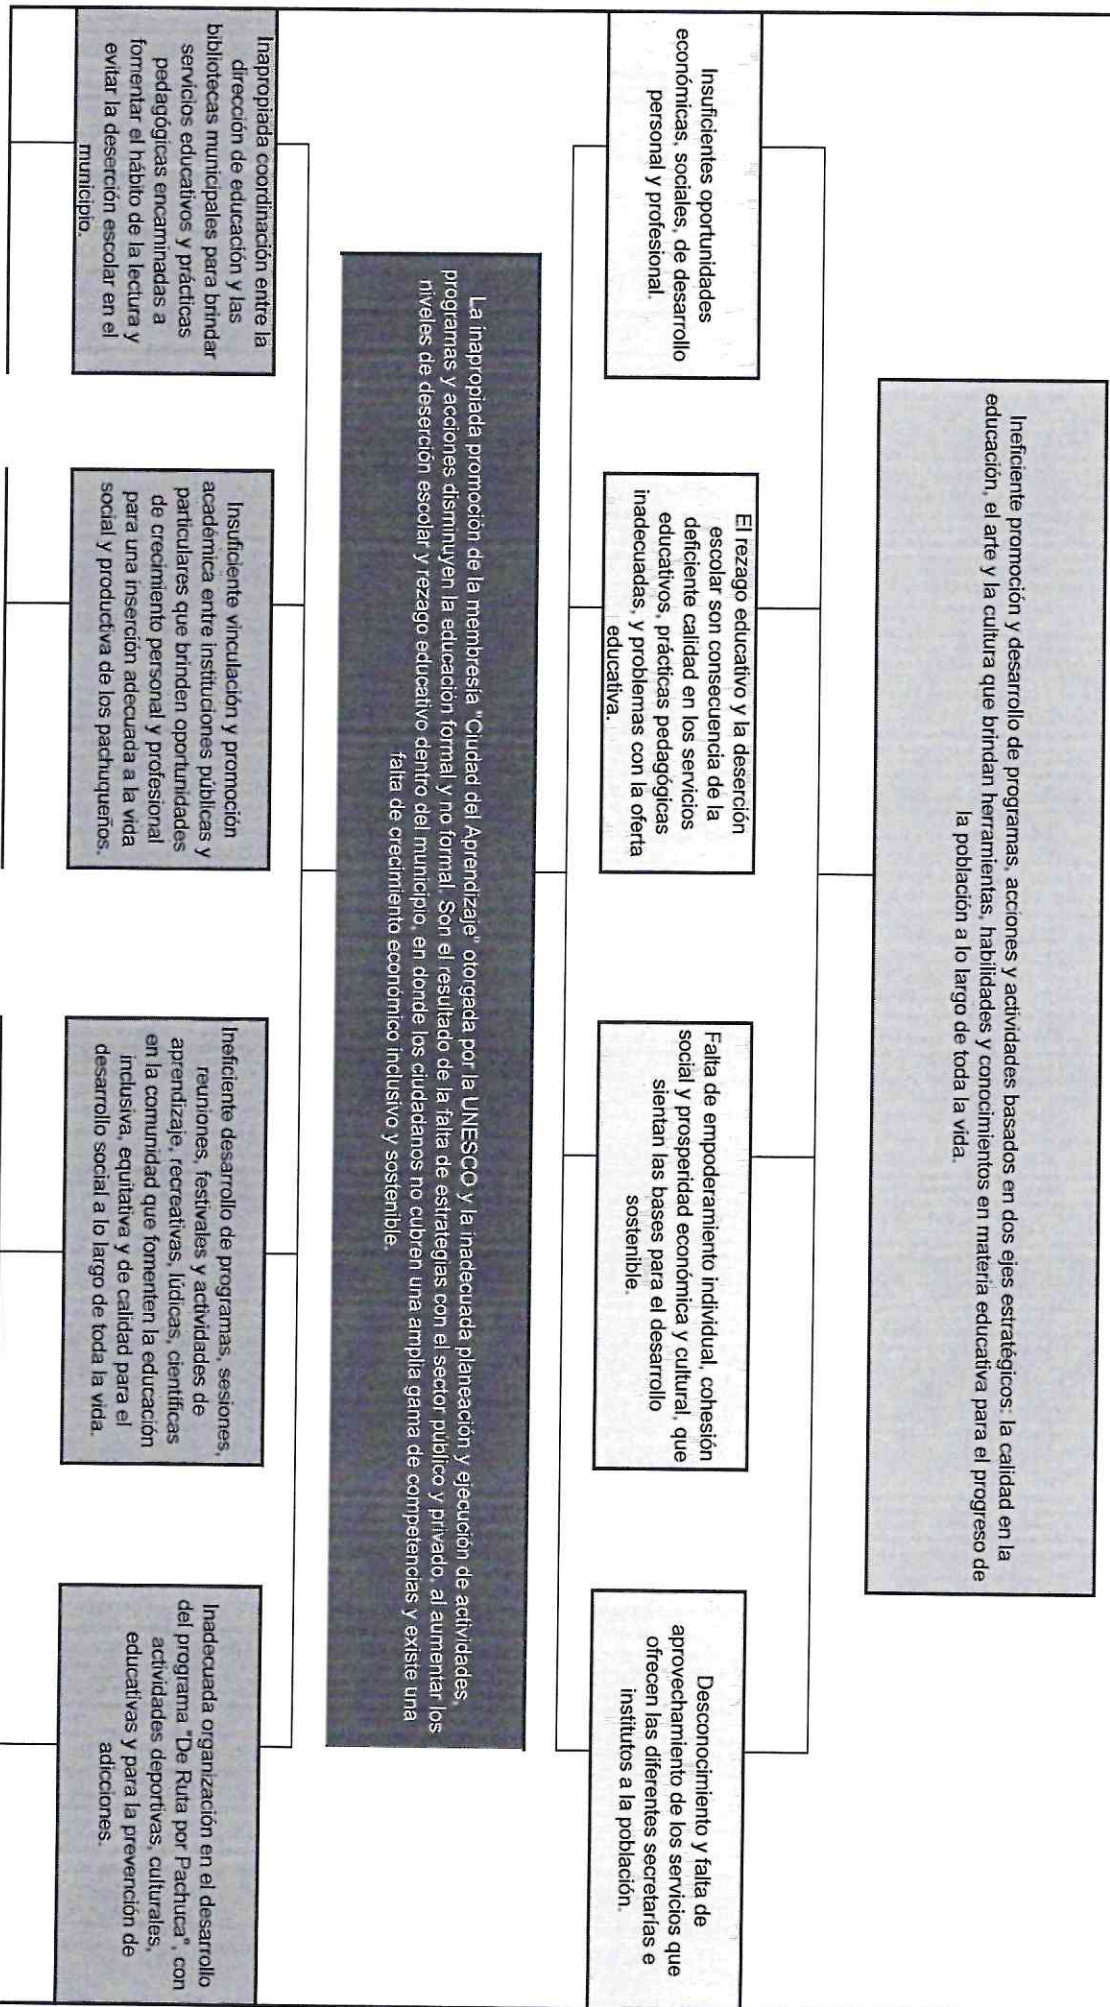 Ineficiente promoción y desarrollo de programas, acciones y actividades basados en dos ejes estratégicos: la calidad en la
educación, el arte y la cultura que brindan herramientas, habilidades y conocimientos en materia educativa para el progreso de
la población a lo largo de toda la vida.
Insuficientes oportunidades
económicas, sociales, de desarrollo
personal y profesional.
El rezago educativo y la deserción
escolar son consecuencia de la
deficiente calidad en los servicios
educativos, prácticas pedagógicas
inadecuadas, y problemas con la oferta
educativa.
Falta de empoderamiento individual, cohesión
social y prosperidad económica y cultural, que
sientan las bases para el desarrollo
sostenible.
Desconocimiento y falta de
aprovechamiento de los servicios que
ofrecen las diferentes secretarías e
institutos a la población.
La inapropiada promoción de la membresía "Ciudad del Aprendizaje" otorgada por la UNESCO y la inadecuada planeación y ejecución de actividades,
programas y acciones disminuyen la educación formal y no formal. Son el resultado de la falta de estrategias con el sector público y privado, al aumentar los
niveles de deserción escolar y rezago educativo dentro del municipio, en donde los ciudadanos no cubren una amplia gama de competencias y existe una
falta de crecimiento económico inclusivo y sostenible.
Inapropiada coordinación entre la
dirección de educación y las
bibliotecas municipales para brindar
servicios educativos y prácticas
pedagógicas encaminadas a
fomentar el hábito de la lectura y
evitar la deserción escolar en el
municipio.
Insuficiente vinculación y promoción
académica entre instituciones públicas y
particulares que brinden oportunidades
de crecimiento personal y profesional
para una inserción adecuada a la vida
social y productiva de los pachuqueños.
Ineficiente desarrollo de programas, sesiones,
reuniones, festivales y actividades de
aprendizaje, recreativas, lúdicas, científicas
en la comunidad que fomenten la educación
inclusiva, equitativa y de calidad para el
desarrollo social a lo largo de toda la vida.
Inadecuada organización en el desarrollo
del programa "De Ruta por Pachuca", con
actividades deportivas, culturales,
educativas y para la prevención de
adicciones.